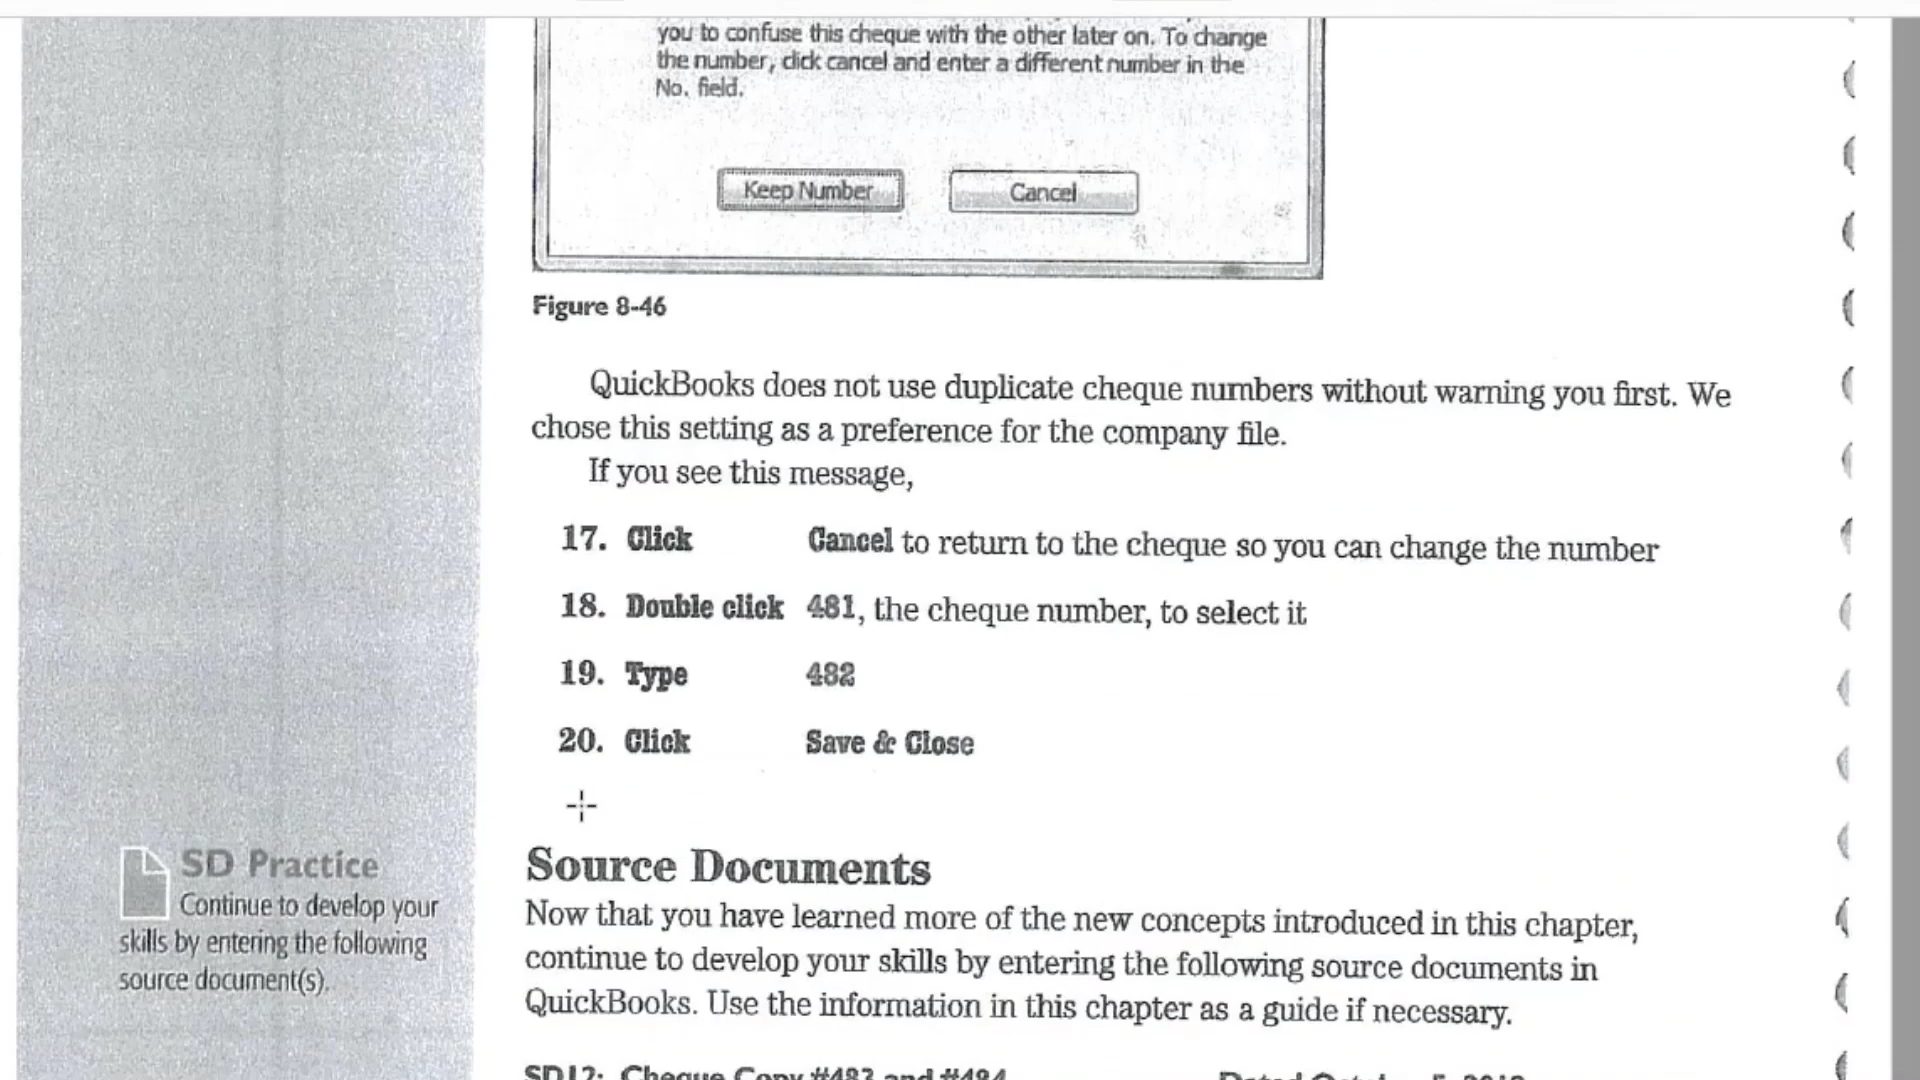 you to confuse this cheque with the other later on. To change
the number, click cancel and enter a different number in the
No. field.
Keep Number
Cancel
Figure 8-46
QuickBooks does not use duplicate cheque numbers without warning you first. We
chose this setting as a preference for the company file.
If you see this message,
17. Click Cancel to return to the cheque so you can change the number
18. Double click 481, the cheque number, to select it
19. Type 482
20. Click Save & Close
SD Practice
Continue to develop your
skills by entering the following
source document(s).
Source Documents
Now that you have learned more of the new concepts introduced in this chapter,
continue to develop your skills by entering the following source documents in
QuickBooks. Use the information in this chapter as a guide if necessary.
SD12: Cheque Copy #483 and #484